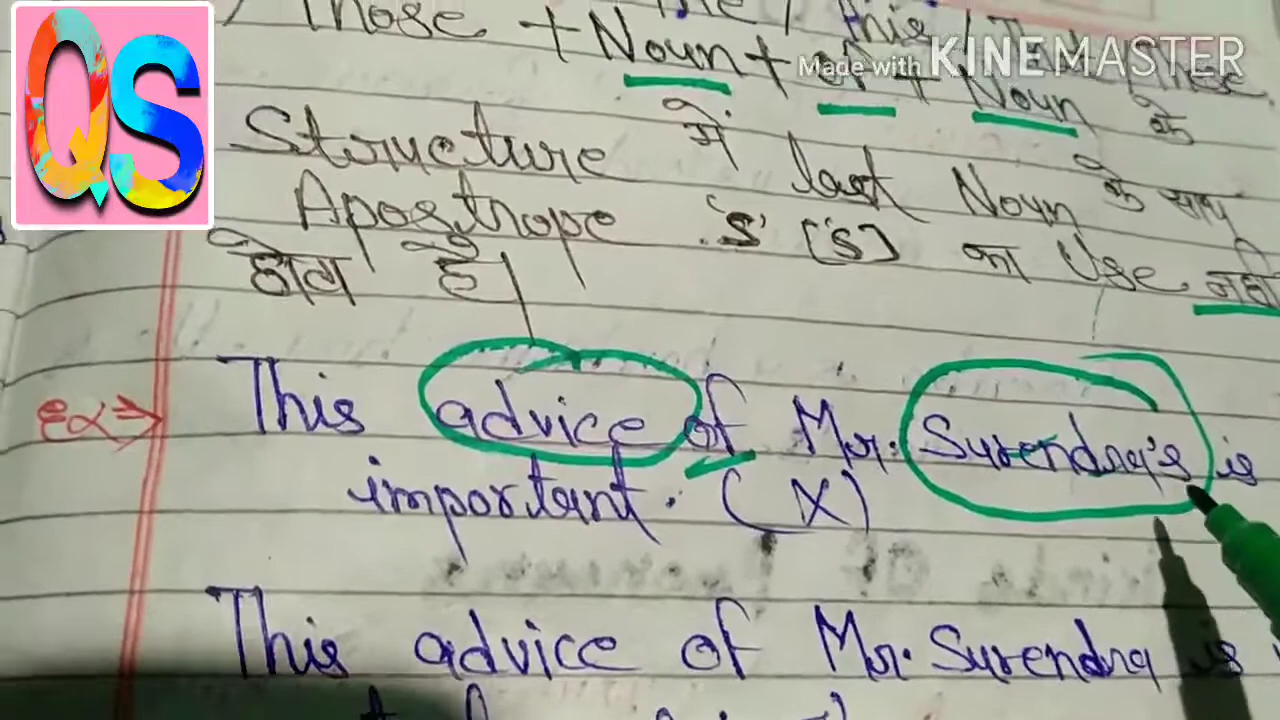 QS
Made with KINEMASTER
/ Those + Noun + of + Noun के
Structure में last Noun के साथ
Apostrope 's' ['s] का Use नहीं
होता है।
ex⇒ This advice of Mr. Surendra's is
important. (X)
This advice of Mr. Surendra is